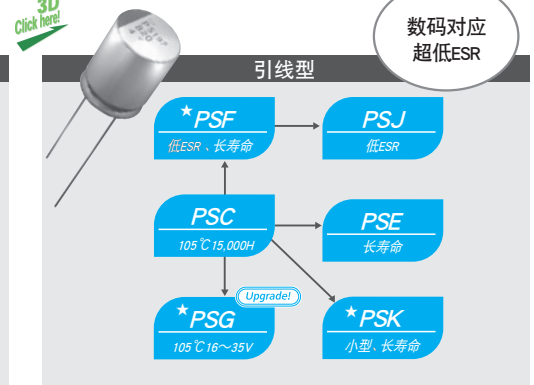 3D
Click here!
数码对应
超低ESR
引线型
★PSF
低ESR、长寿命
PSJ
低ESR
PSC
105℃15,000H
PSE
长寿命
Upgrade!
★PSG
105℃16～35V
★PSK
小型、长寿命